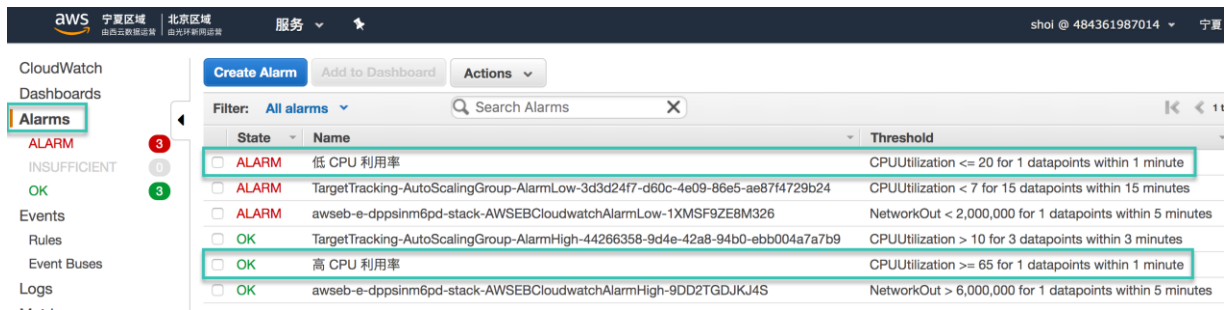 aws 宁夏区域 北京区域 服务 shoi @ 484361987014 宁夏
由西云数据运营 由光环新网运营
CloudWatch
Dashboards
Alarms
ALARM 3
INSUFFICIENT 0
OK 3
Events
Rules
Event Buses
Logs
Create Alarm Add to Dashboard Actions
Filter: All alarms Search Alarms 1 t
State Name Threshold
ALARM 低 CPU 利用率 CPUUtilization <= 20 for 1 datapoints within 1 minute
ALARM TargetTracking-AutoScalingGroup-AlarmLow-3d3d24f7-d60c-4e09-86e5-ae87f4729b24 CPUUtilization < 7 for 15 datapoints within 15 minutes
ALARM awseb-e-dppsinm6pd-stack-AWSEBCloudwatchAlarmLow-1XMSF9ZE8M326 NetworkOut < 2,000,000 for 1 datapoints within 5 minutes
OK TargetTracking-AutoScalingGroup-AlarmHigh-44266358-9d4e-42a8-94b0-ebb004a7a7b9 CPUUtilization > 10 for 3 datapoints within 3 minutes
OK 高 CPU 利用率 CPUUtilization >= 65 for 1 datapoints within 1 minute
OK awseb-e-dppsinm6pd-stack-AWSEBCloudwatchAlarmHigh-9DD2TGDJKJ4S NetworkOut > 6,000,000 for 1 datapoints within 5 minutes